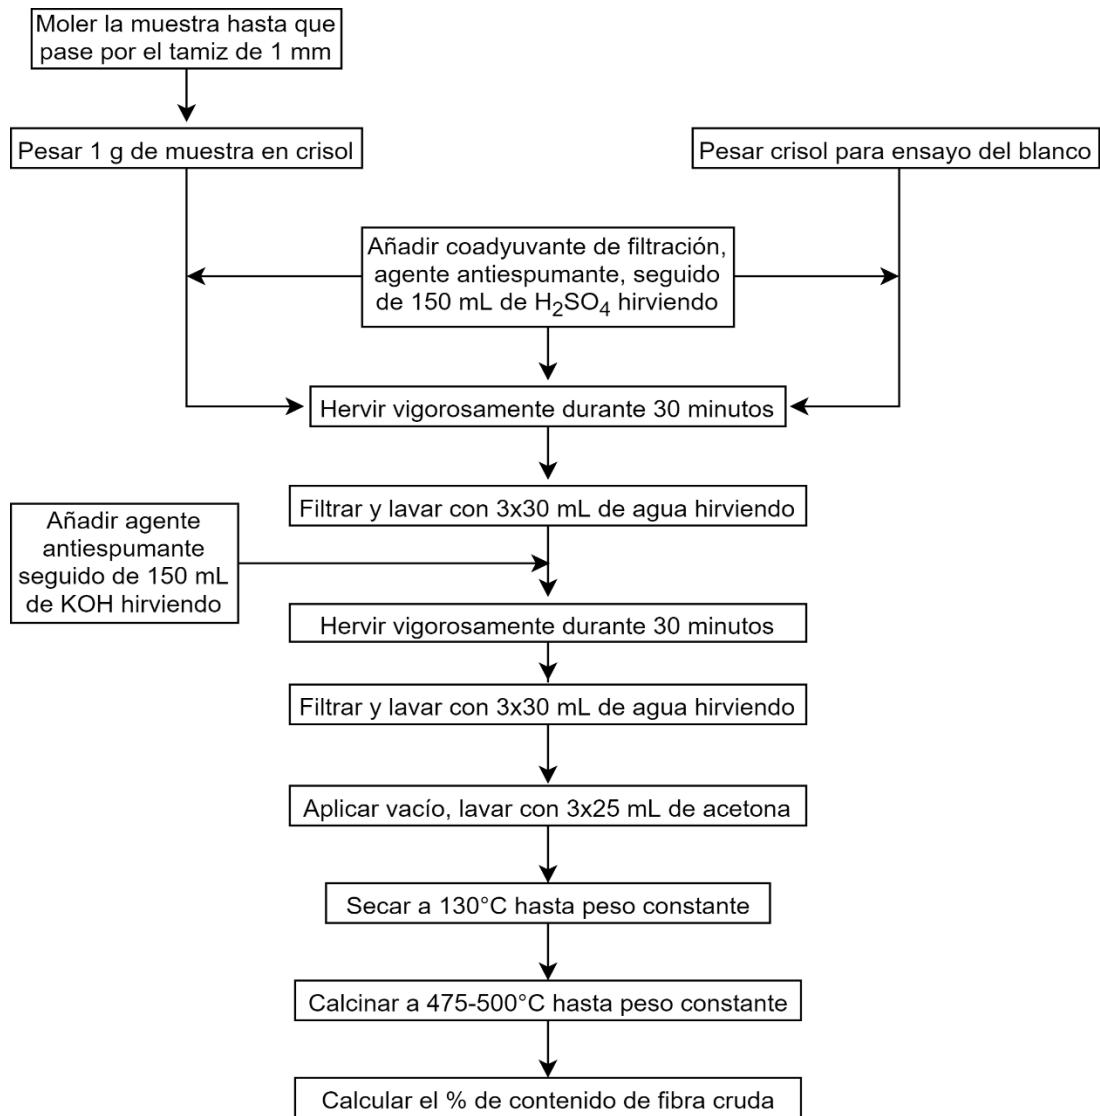 Moler la muestra hasta que
pase por el tamiz de 1 mm
Pesar 1 g de muestra en crisol
Pesar crisol para ensayo del blanco
Añadir coadyuvante de filtración,
agente antiespumante, seguido
de 150 mL de H₂SO₄ hirviendo
Hervir vigorosamente durante 30 minutos
Filtrar y lavar con 3x30 mL de agua hirviendo
Añadir agente
antiespumante
seguido de 150 mL
de KOH hirviendo
Hervir vigorosamente durante 30 minutos
Filtrar y lavar con 3x30 mL de agua hirviendo
Aplicar vacío, lavar con 3x25 mL de acetona
Secar a 130°C hasta peso constante
Calcinar a 475-500°C hasta peso constante
Calcular el % de contenido de fibra cruda